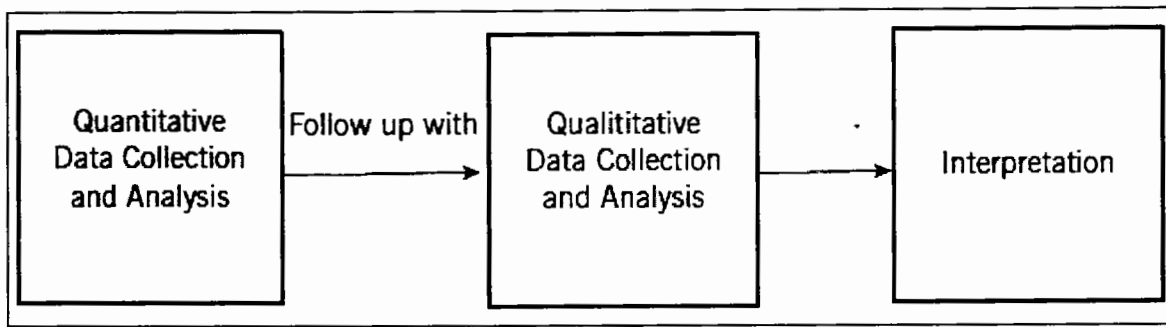 Quantitative
Data Collection
and Analysis
Follow up with
Qualititative
Data Collection
and Analysis
Interpretation